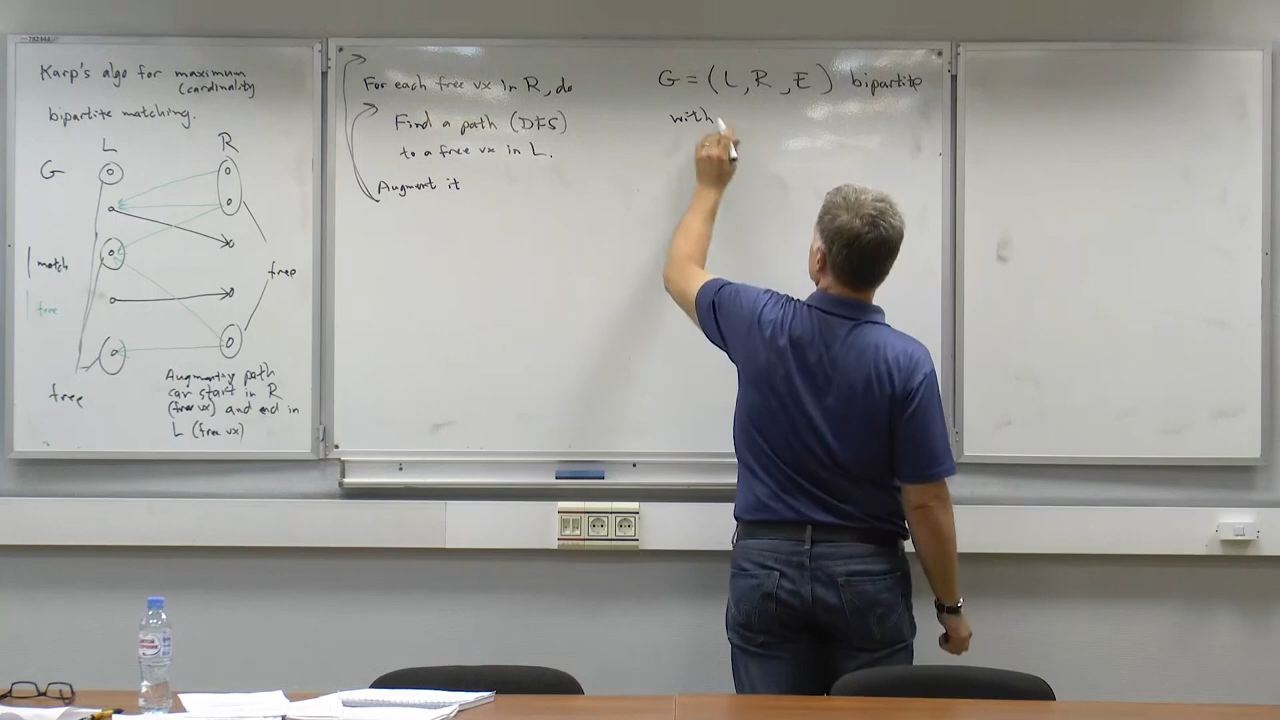 Karp's algo for maximum
(cardinality
bipartite matching.
L R
G
match
free
free
free
Augmenting path
can start in R
(free vx) and end in
L (free vx)
For each free vx in R, do
Find a path (DFS)
to a free vx in L.
Augment it
G = (L, R, E) bipartite
with